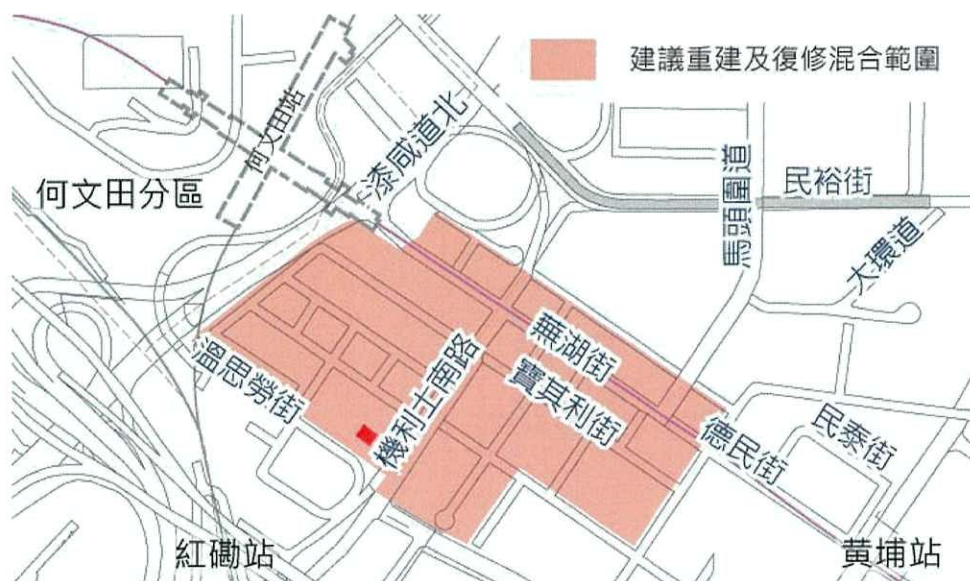 建議重建及復修混合範圍
何文田站
漆咸道北
何文田分區
馬頭圍道
民裕街
大環道
蕪湖街
寶其利街
溫思勞街
機利士南路
德民街
民泰街
紅磡站
黃埔站